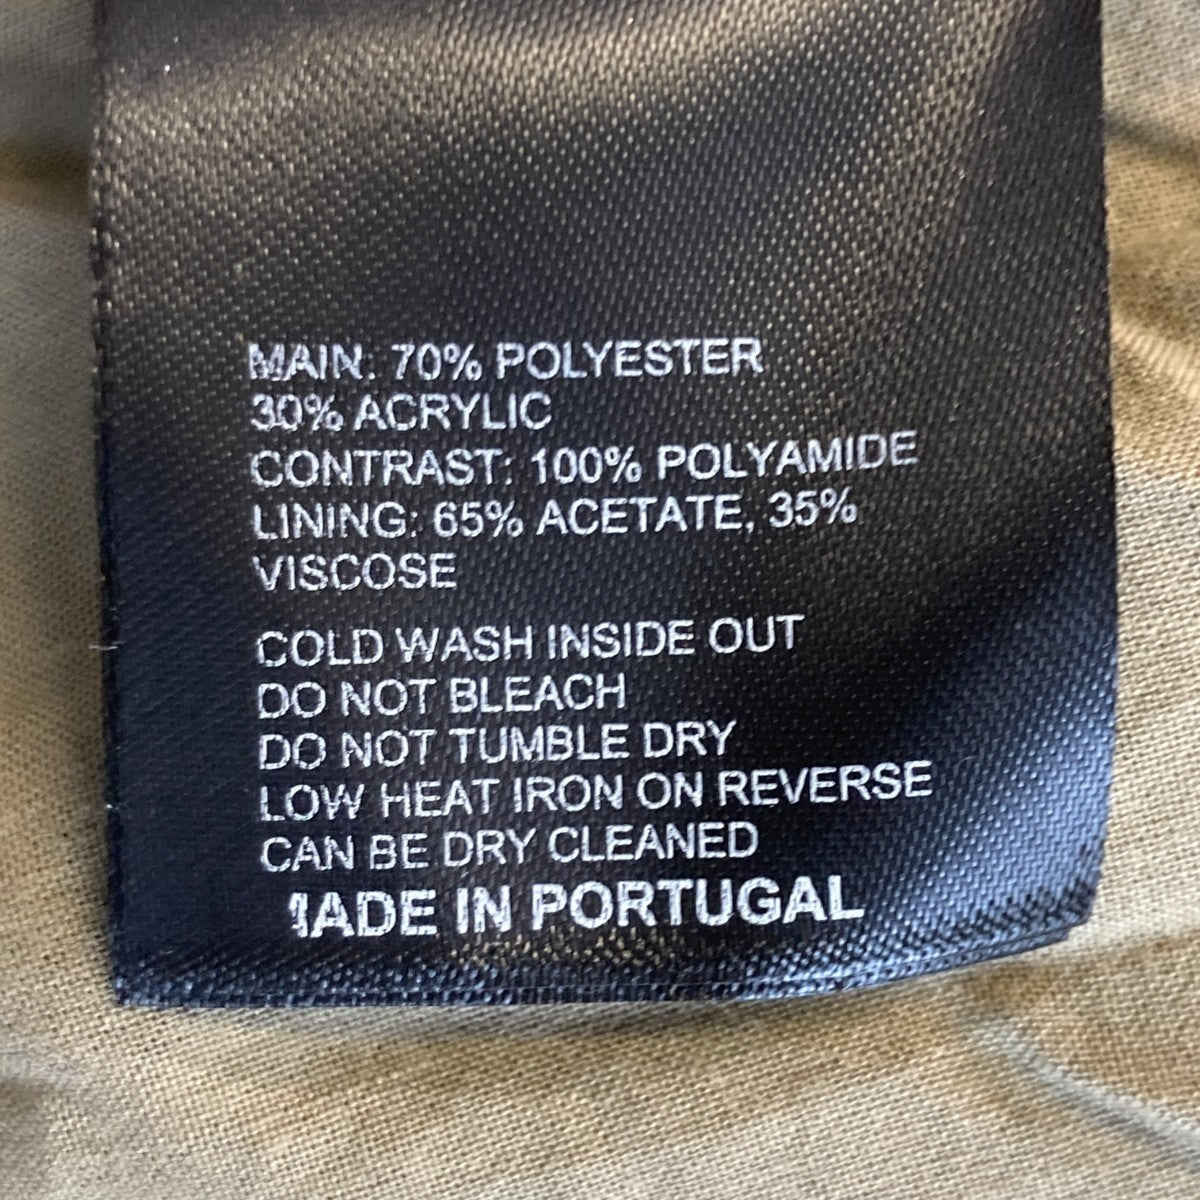 MAIN: 70% POLYESTER
30% ACRYLIC
CONTRAST: 100% POLYAMIDE
LINING: 65% ACETATE, 35%
VISCOSE
COLD WASH INSIDE OUT
DO NOT BLEACH
DO NOT TUMBLE DRY
LOW HEAT IRON ON REVERSE
CAN BE DRY CLEANED
MADE IN PORTUGAL